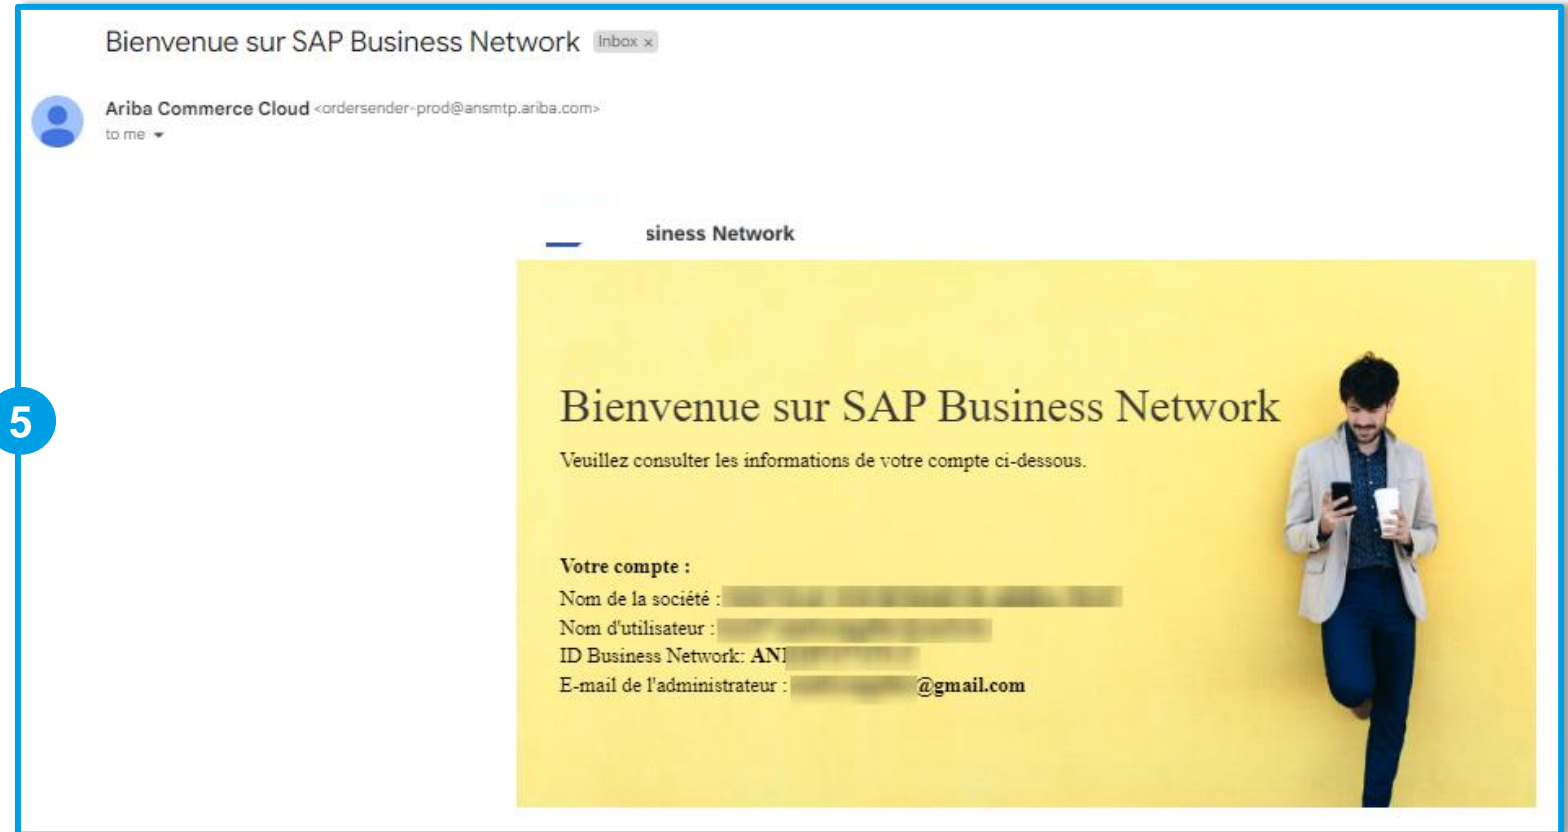 Bienvenue sur SAP Business Network Inbox x
Ariba Commerce Cloud <ordersender-prod@ansmtp.ariba.com>
to me
siness Network
5
Bienvenue sur SAP Business Network
Veuillez consulter les informations de votre compte ci-dessous.
Votre compte :
Nom de la société :
Nom d'utilisateur :
ID Business Network: AN
E-mail de l'administrateur : @gmail.com